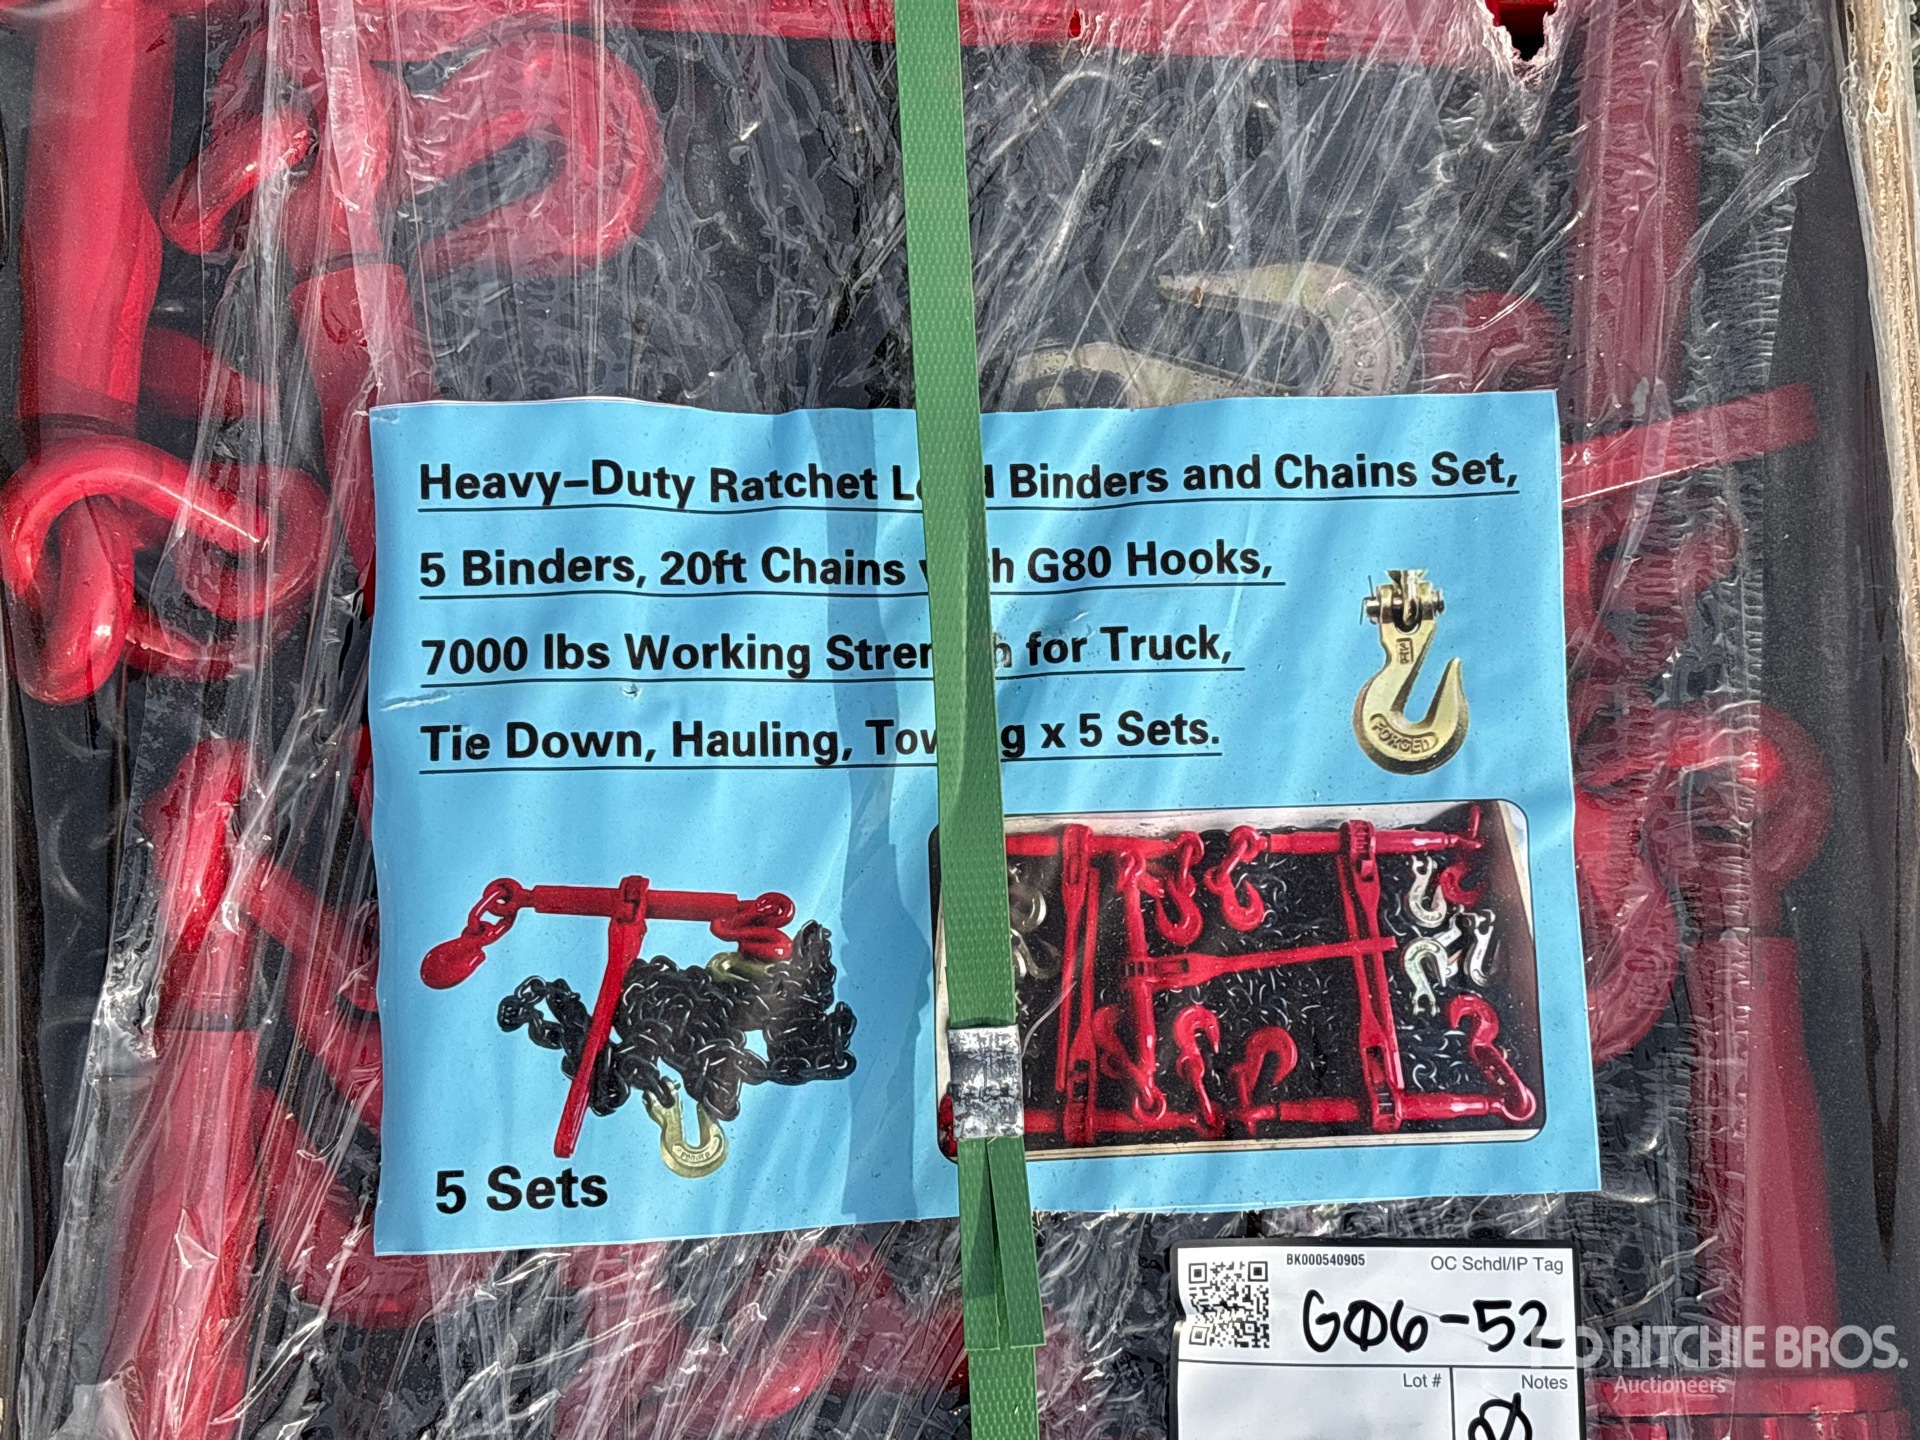 Heavy-Duty Ratchet L d Binders and Chains Set,
5 Binders, 20ft Chains h G80 Hooks,
7000 lbs Working Stren h for Truck,
Tie Down, Hauling, Tow g x 5 Sets.
FORGED
5 Sets
BK000540905
OC Schdl/IP Tag
G06-52
Lot #
Notes
RITCHIE BROS.
Auctioneers